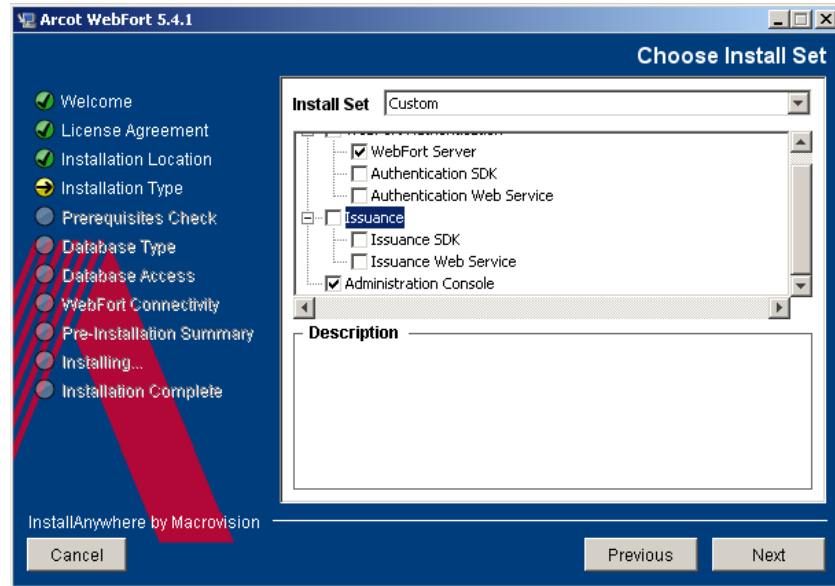 Arcot WebFort 5.4.1
Choose Install Set
Welcome
License Agreement
Installation Location
Installation Type
Prerequisites Check
Database Type
Database Access
WebFort Connectivity
Pre-Installation Summary
Installing...
Installation Complete
Install Set Custom
WebFort Authentication
WebFort Server
Authentication SDK
Authentication Web Service
Issuance
Issuance SDK
Issuance Web Service
Administration Console
Description
InstallAnywhere by Macrovision
Cancel
Previous
Next